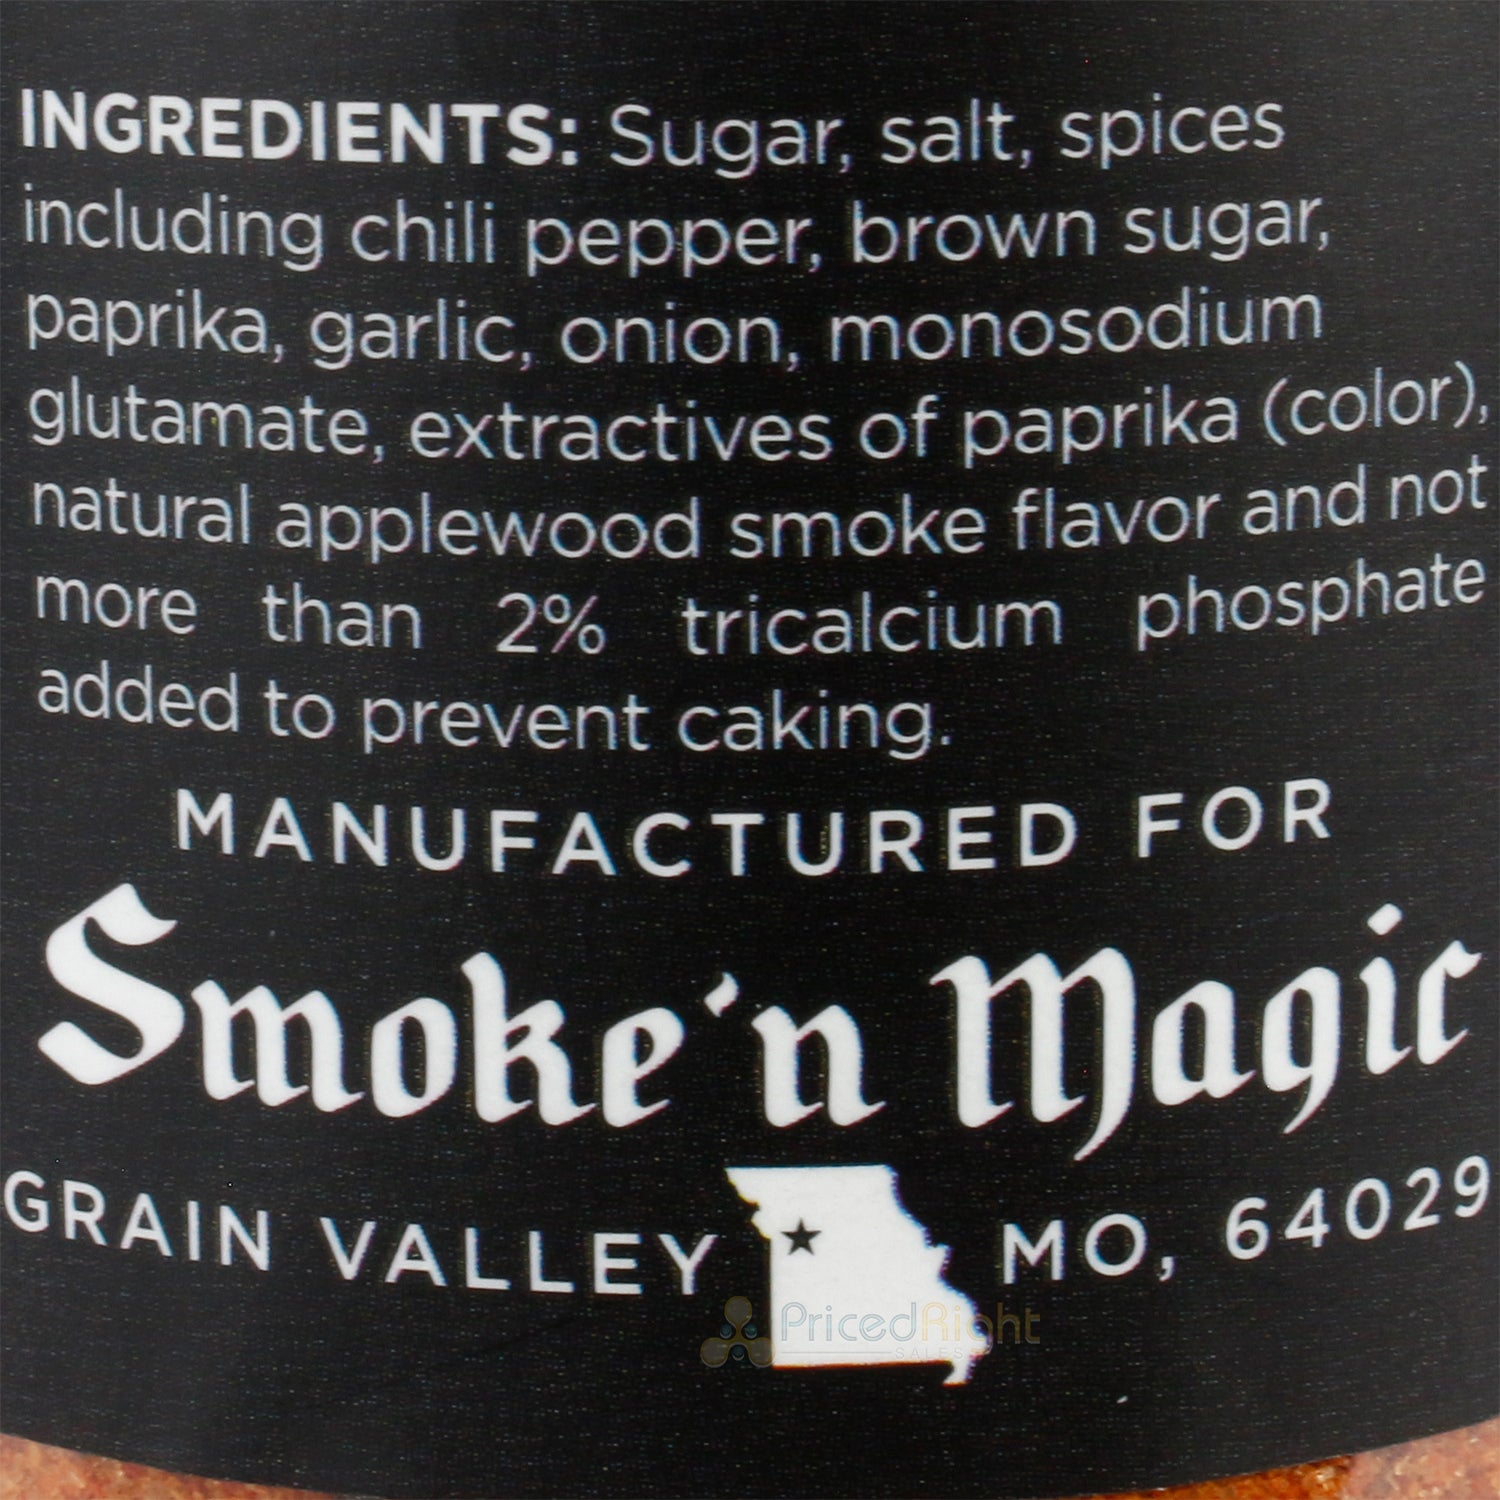 INGREDIENTS: Sugar, salt, spices
including chili pepper, brown sugar,
paprika, garlic, onion, monosodium
glutamate, extractives of paprika (color),
natural applewood smoke flavor and not
more than 2% tricalcium phosphate
added to prevent caking.
MANUFACTURED FOR
Smoke'n Magic
GRAIN VALLEY MO, 64029
PricedRight
SALES